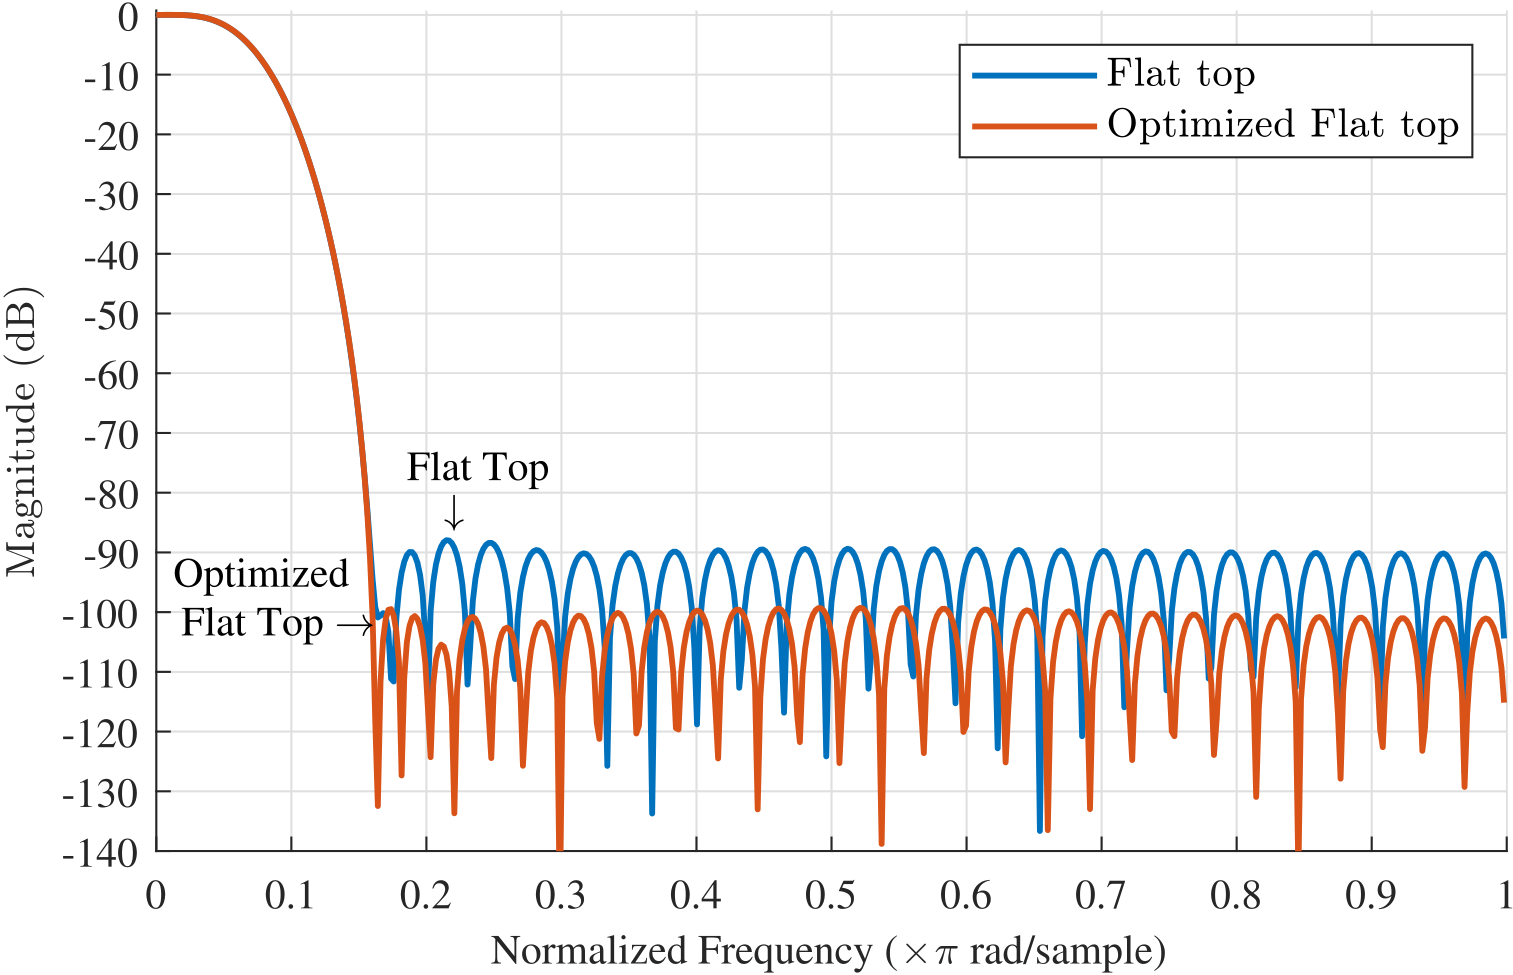 0
-10
-20
-30
-40
-50
-60
-70
-80
-90
-100
-110
-120
-130
-140
Magnitude (dB)
Flat top
Optimized Flat top
Flat Top
Optimized
Flat Top
0 0.1 0.2 0.3 0.4 0.5 0.6 0.7 0.8 0.9 1
Normalized Frequency (×π rad/sample)